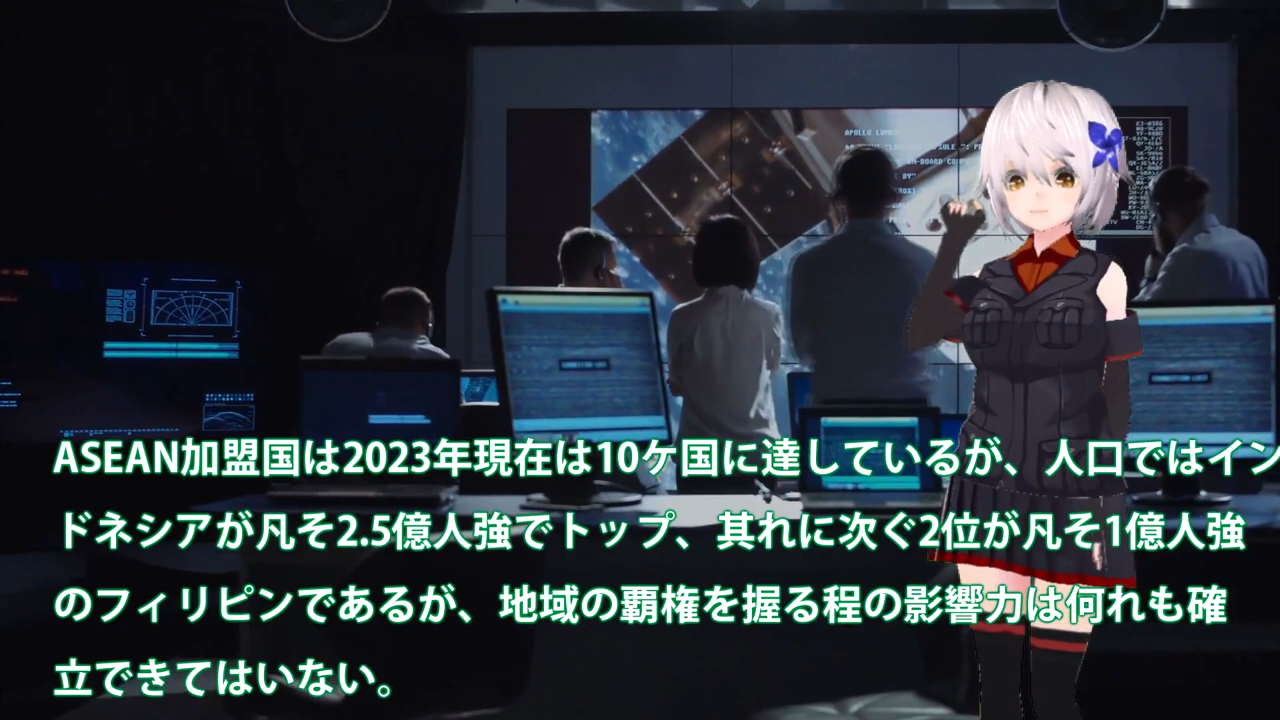 APOLLO LUNA
ASEAN加盟国は2023年現在は10ケ国に達しているが、人口ではイン
ドネシアが凡そ2.5億人強でトップ、其れに次ぐ2位が凡そ1億人強
のフィリピンであるが、地域の覇権を握る程の影響力は何れも確
立できてはいない。